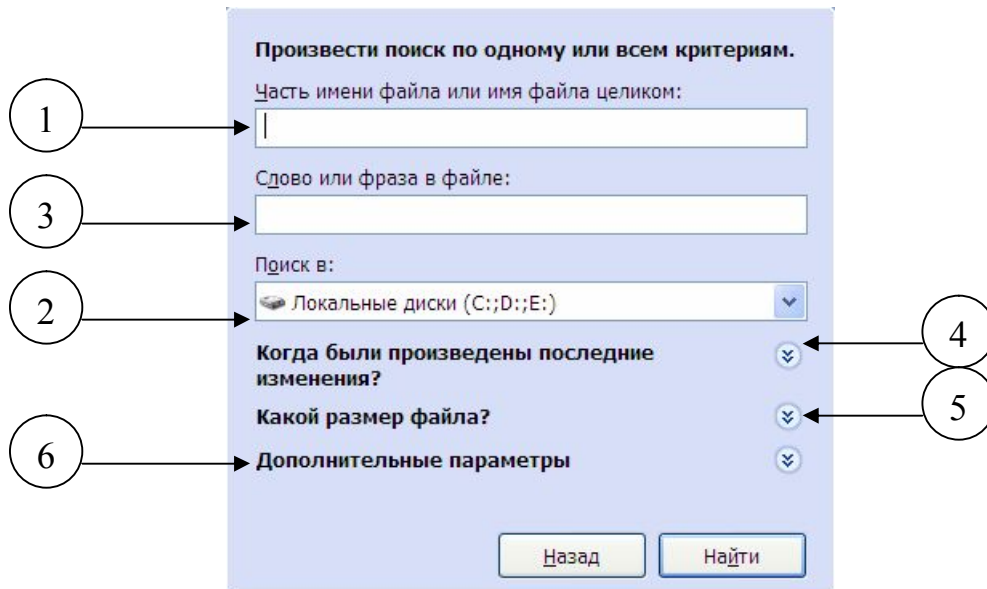 Произвести поиск по одному или всем критериям.
Часть имени файла или имя файла целиком:
1
Слово или фраза в файле:
3
Поиск в:
2
Локальные диски (C:;D:;E:)
Когда были произведены последние
изменения?
4
Какой размер файла?
5
6
Дополнительные параметры
Назад
Найти